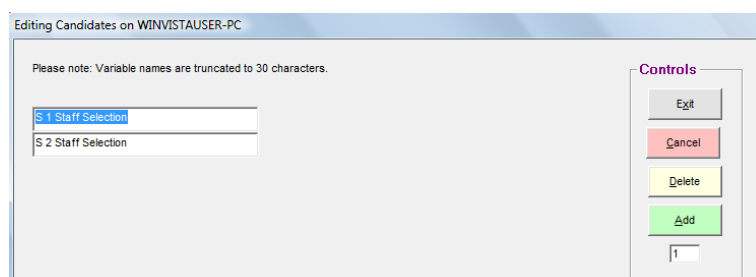 Editing Candidates on WINVISTAUSER-PC
Please note: Variable names are truncated to 30 characters.
Controls
S 1 Staff Selection
S 2 Staff Selection
Exit
Cancel
Delete
Add
1